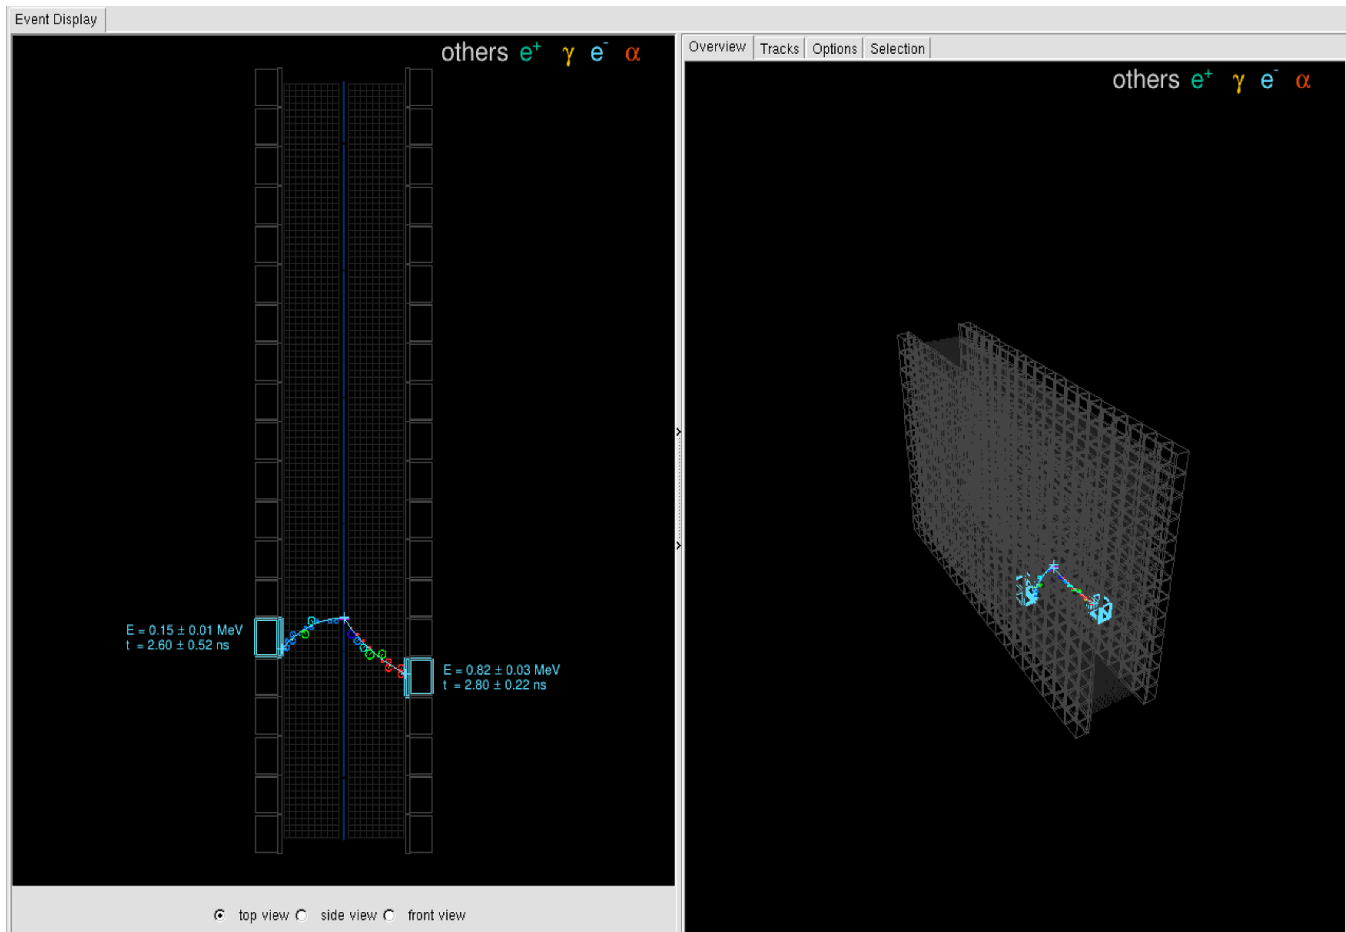 Event Display
others e+ γ e- α
E = 0.15 ± 0.01 MeV
t = 2.60 ± 0.52 ns
E = 0.82 ± 0.03 MeV
t = 2.80 ± 0.22 ns
top view side view front view
Overview Tracks Options Selection
others e+ γ e- α